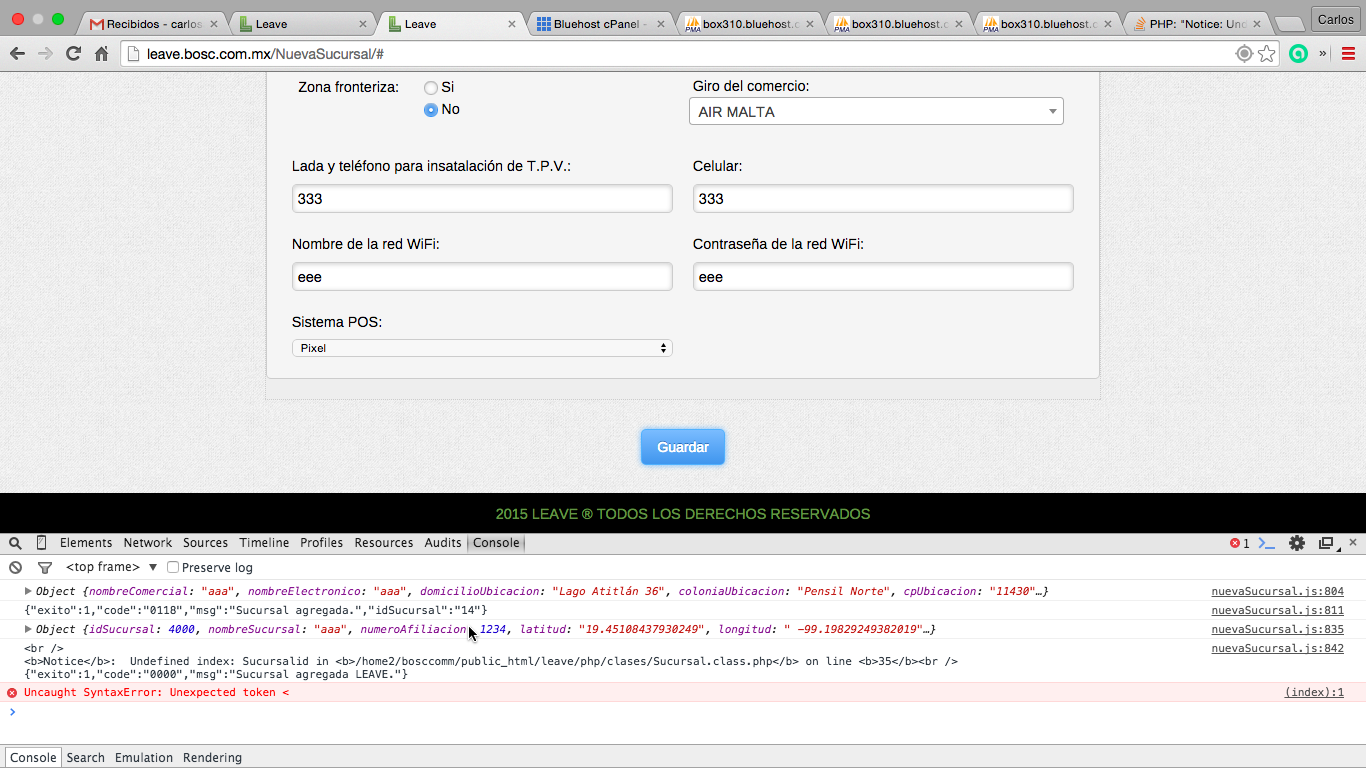 Recibidos - carlos.
Leave
Leave
Bluehost cPanel -
box310.bluehost.c
box310.bluehost.c
box310.bluehost.c
PHP: "Notice: Und
Carlos
leave.bosc.com.mx/NuevaSucursal/#
Zona fronteriza:
Si
No
Giro del comercio:
AIR MALTA
Lada y teléfono para insatalación de T.P.V.:
Celular:
333
333
Nombre de la red WiFi:
Contraseña de la red WiFi:
eee
eee
Sistema POS:
Pixel
Guardar
2015 LEAVE ® TODOS LOS DERECHOS RESERVADOS
Elements Network Sources Timeline Profiles Resources Audits Console
1
<top frame> ▼ Preserve log
Object {nombreComercial: "aaa", nombreElectronico: "aaa", domicilioUbicacion: "Lago Atitlán 36", coloniaUbicacion: "Pensil Norte", cpUbicacion: "11430"…} nuevaSucursal.js:804
{"exito":1,"code":"0118","msg":"Sucursal agregada.","idSucursal":"14"} nuevaSucursal.js:811
Object {idSucursal: 4000, nombreSucursal: "aaa", numeroAfiliacion: 1234, latitud: "19.45108437930249", longitud: " -99.19829249382019"…} nuevaSucursal.js:835
<br /> nuevaSucursal.js:842
<b>Notice</b>:  Undefined index: Sucursalid in <b>/home2/bosccomm/public_html/leave/php/clases/Sucursal.class.php</b> on line <b>35</b><br />
{"exito":1,"code":"0000","msg":"Sucursal agregada LEAVE."}
Uncaught SyntaxError: Unexpected token < (index):1
Console Search Emulation Rendering